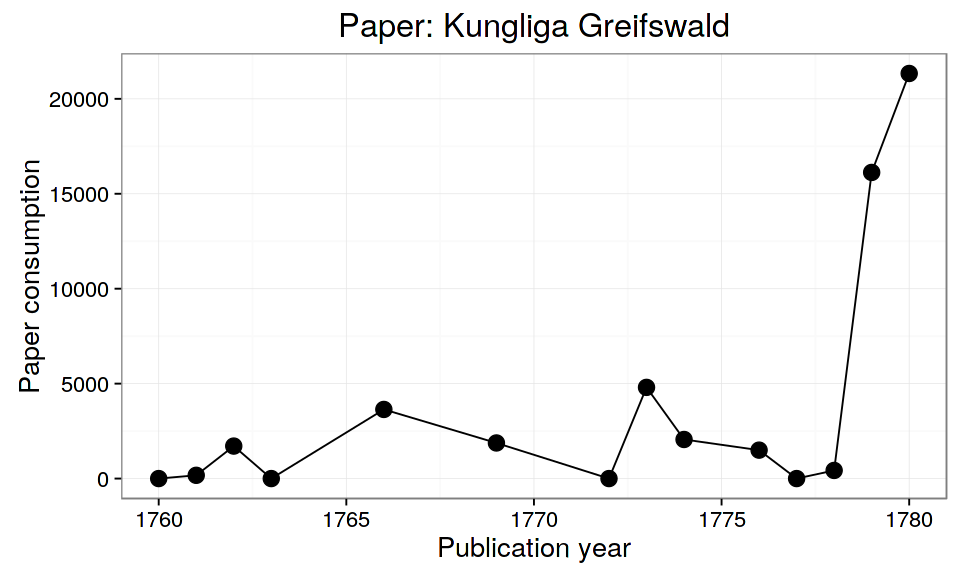 Paper: Kungliga Greifswald
Paper consumption
20000
15000
10000
5000
0
1760 1765 1770 1775 1780
Publication year